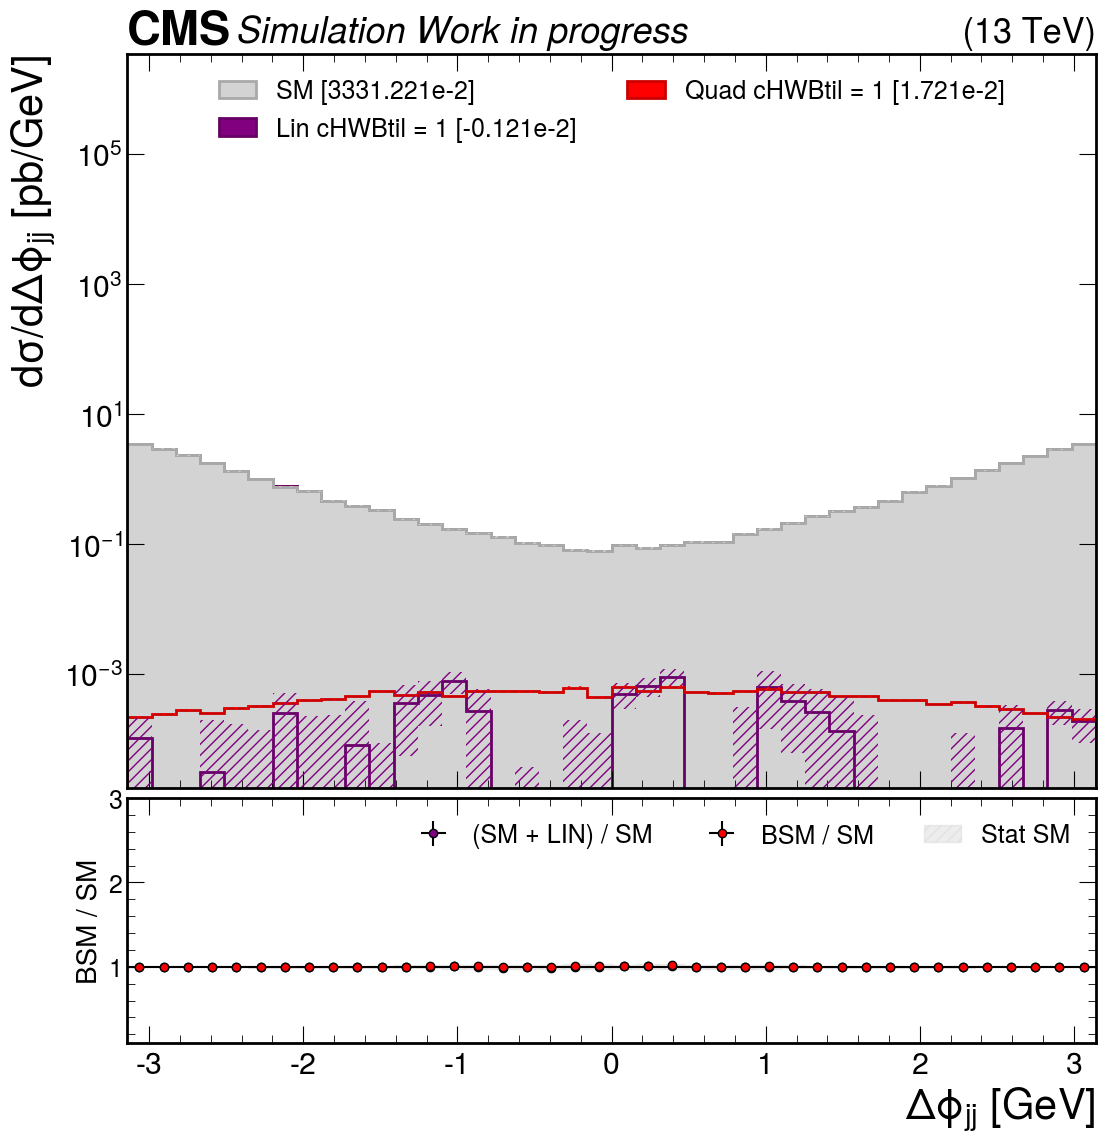 CMS Simulation Work in progress (13 TeV)
dσ/dΔϕjj [pb/GeV]
SM [3331.221e-2]
Quad cHWBtil = 1 [1.721e-2]
Lin cHWBtil = 1 [-0.121e-2]
10^5
10^3
10^1
10^−1
10^−3
BSM / SM
(SM + LIN) / SM
BSM / SM
Stat SM
3
2
1
-3 -2 -1 0 1 2 3
Δϕjj [GeV]